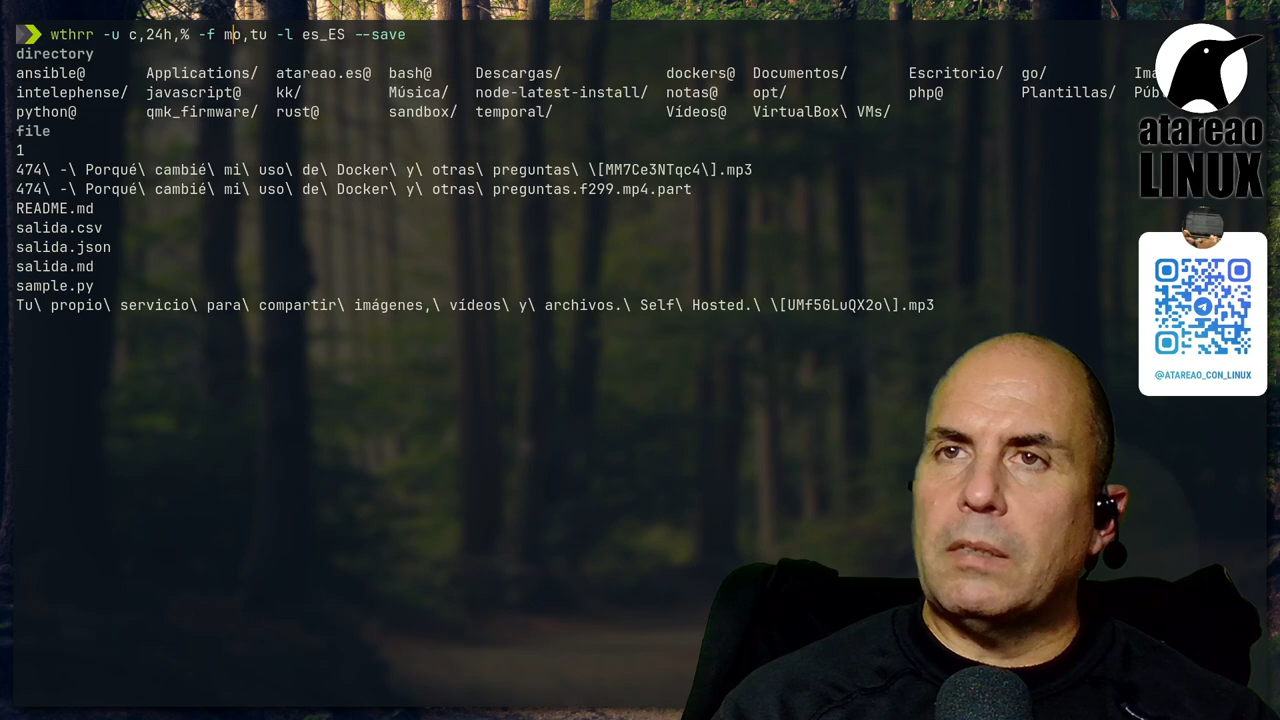 wthrr -u c,24h,% -f mo,tu -l es_ES --save
directory
ansible@ Applications/ atareao.es@ bash@ Descargas/ dockers@ Documentos/ Escritorio/ go/ Ima
intelephense/ javascript@ kk/ Música/ node-latest-install/ notas@ opt/ php@ Plantillas/ Púb
python@ qmk_firmware/ rust@ sandbox/ temporal/ Vídeos@ VirtualBox\ VMs/
file
1
474\ -\ Porqué\ cambié\ mi\ uso\ de\ Docker\ y\ otras\ preguntas\ \[MM7Ce3NTqc4\].mp3
474\ -\ Porqué\ cambié\ mi\ uso\ de\ Docker\ y\ otras\ preguntas.f299.mp4.part
README.md
salida.csv
salida.json
salida.md
sample.py
Tu\ propio\ servicio\ para\ compartir\ imágenes,\ vídeos\ y\ archivos.\ Self\ Hosted.\ \[UMf5GLuQX2o\].mp3
atareao
LINUX
@ATAREAO_CON_LINUX